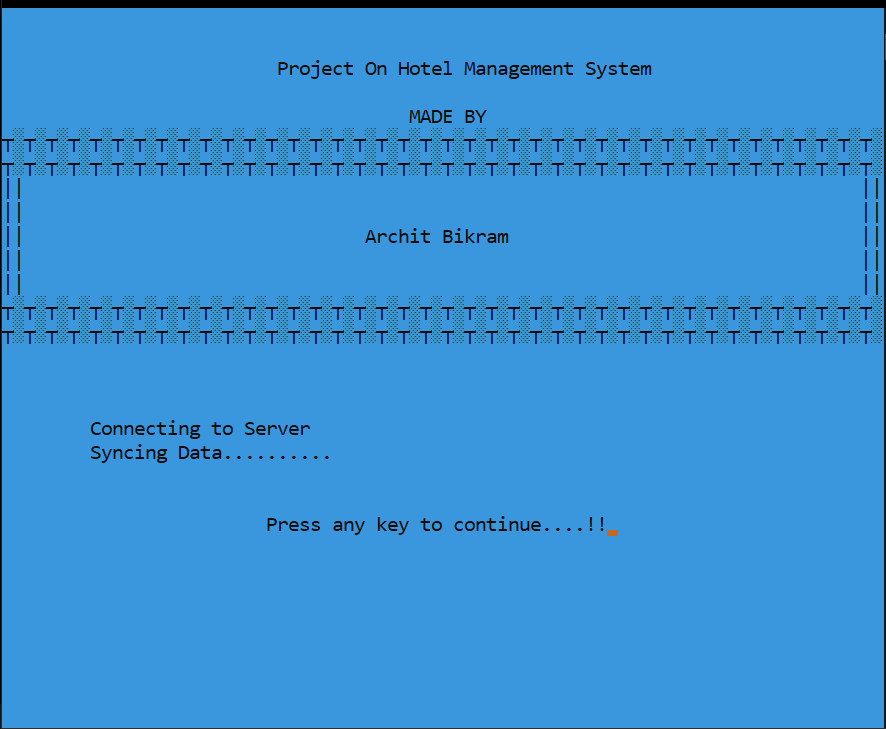 Project On Hotel Management System
MADE BY
Archit Bikram
Connecting to Server
Syncing Data..........
Press any key to continue....!!